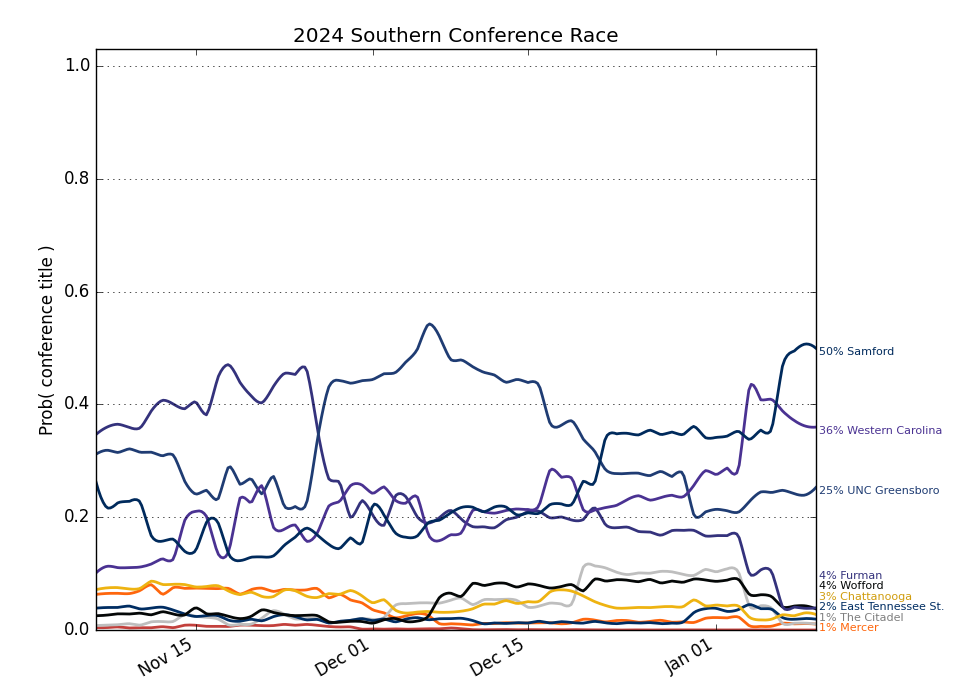 2024 Southern Conference Race
Prob( conference title )
1.0
0.8
0.6
0.4
0.2
0.0
Nov 15
Dec 01
Dec 15
Jan 01
50% Samford
36% Western Carolina
25% UNC Greensboro
4% Furman
4% Wofford
3% Chattanooga
2% East Tennessee St.
1% The Citadel
1% Mercer